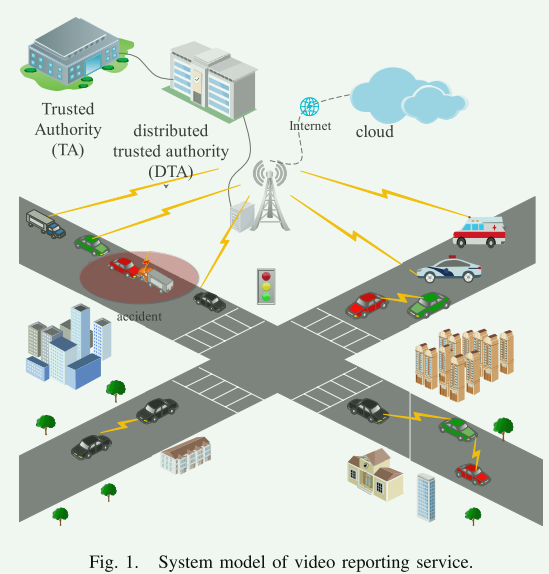 Trusted
Authority
(TA)
distributed
trusted authority
(DTA)
Internet
cloud
accident
Fig. 1. System model of video reporting service.